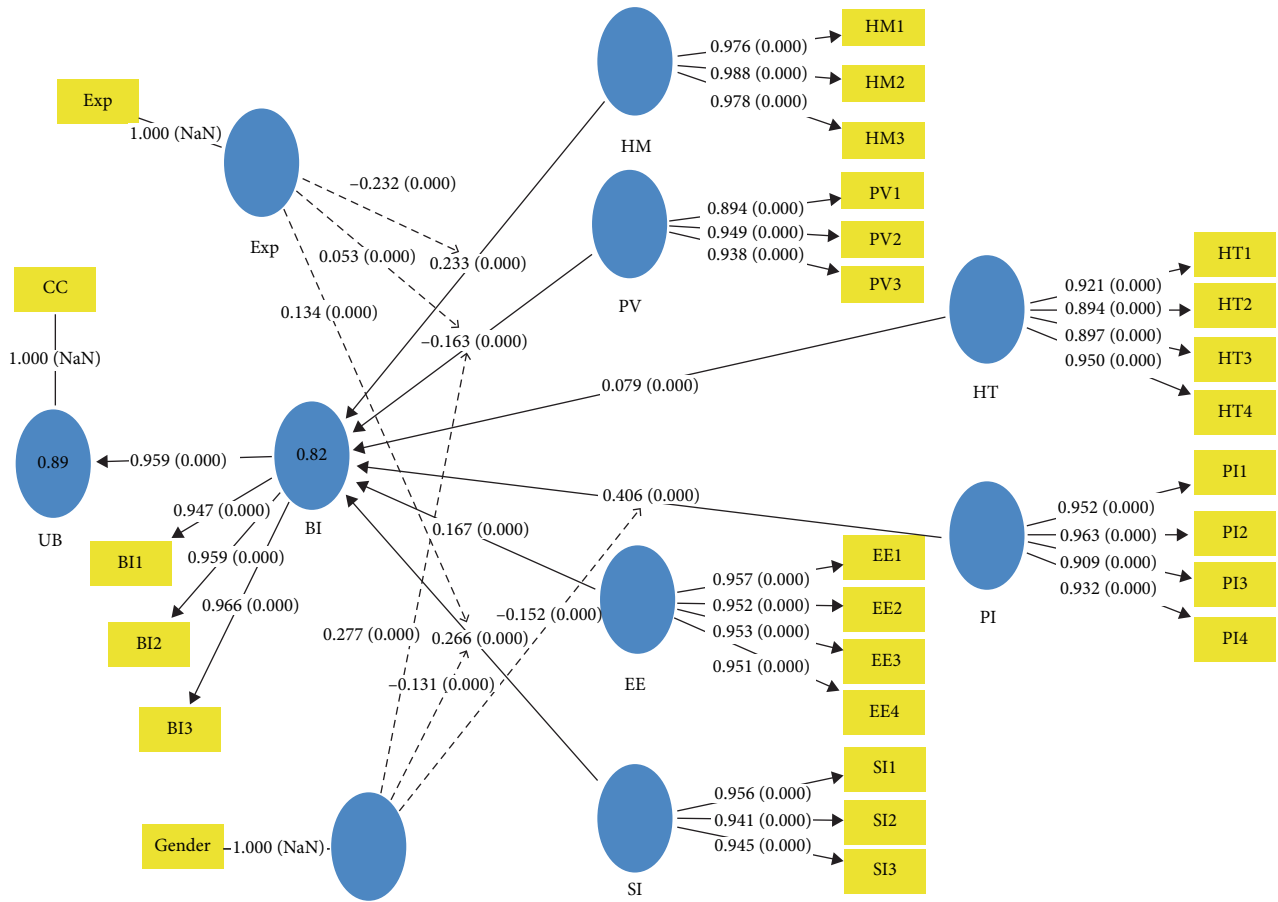 HM1
0.976 (0.000)
HM2
0.988 (0.000)
HM3
0.978 (0.000)
HM
Exp
1.000 (NaN)
Exp
−0.232 (0.000)
0.053 (0.000)
0.134 (0.000)
0.233 (0.000)
−0.163 (0.000)
PV1
0.894 (0.000)
PV2
0.949 (0.000)
PV3
0.938 (0.000)
PV
HT1
0.921 (0.000)
HT2
0.894 (0.000)
HT3
0.897 (0.000)
HT4
0.950 (0.000)
HT
0.079 (0.000)
CC
1.000 (NaN)
0.89
UB
0.959 (0.000)
0.82
BI
0.947 (0.000)
0.959 (0.000)
0.966 (0.000)
BI1
BI2
BI3
0.406 (0.000)
0.167 (0.000)
PI1
0.952 (0.000)
PI2
0.963 (0.000)
PI3
0.909 (0.000)
PI4
0.932 (0.000)
PI
EE1
0.957 (0.000)
EE2
0.952 (0.000)
EE3
0.953 (0.000)
EE4
0.951 (0.000)
EE
−0.152 (0.000)
0.277 (0.000)
0.266 (0.000)
−0.131 (0.000)
SI1
0.956 (0.000)
SI2
0.941 (0.000)
SI3
0.945 (0.000)
SI
Gender
1.000 (NaN)